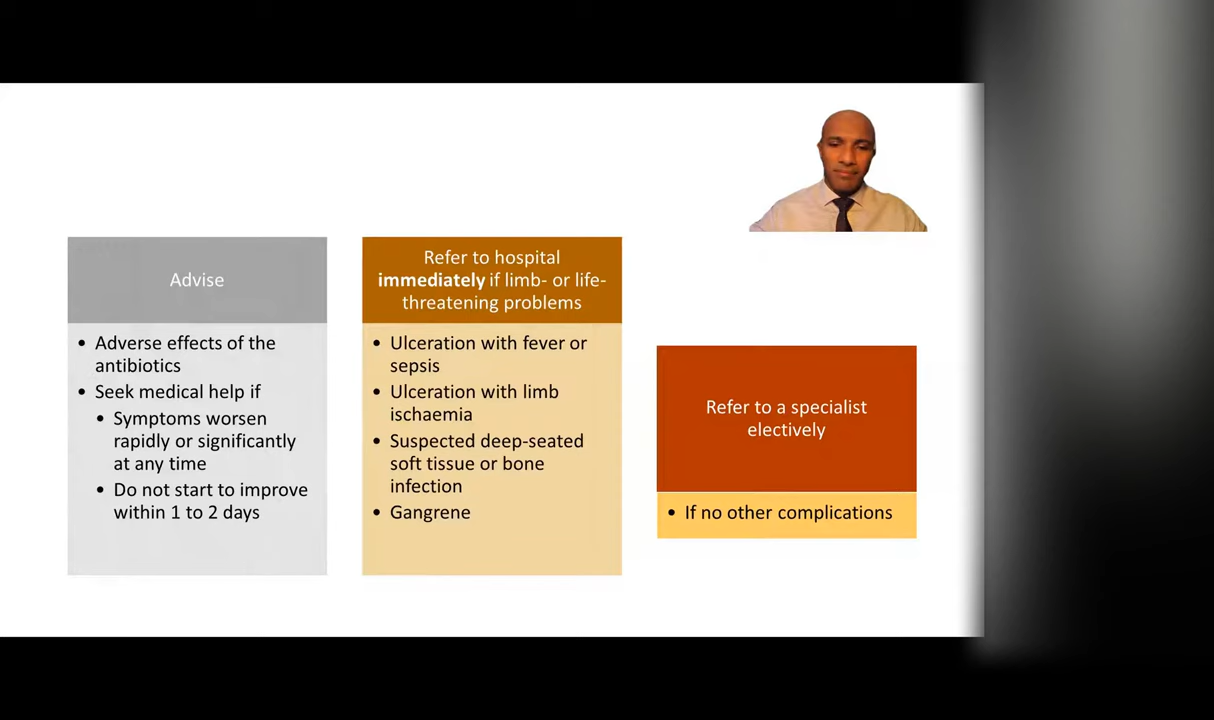 Advise
• Adverse effects of the
antibiotics
• Seek medical help if
• Symptoms worsen
rapidly or significantly
at any time
• Do not start to improve
within 1 to 2 days
Refer to hospital
immediately if limb- or life-
threatening problems
• Ulceration with fever or
sepsis
• Ulceration with limb
ischaemia
• Suspected deep-seated
soft tissue or bone
infection
• Gangrene
Refer to a specialist
electively
• If no other complications